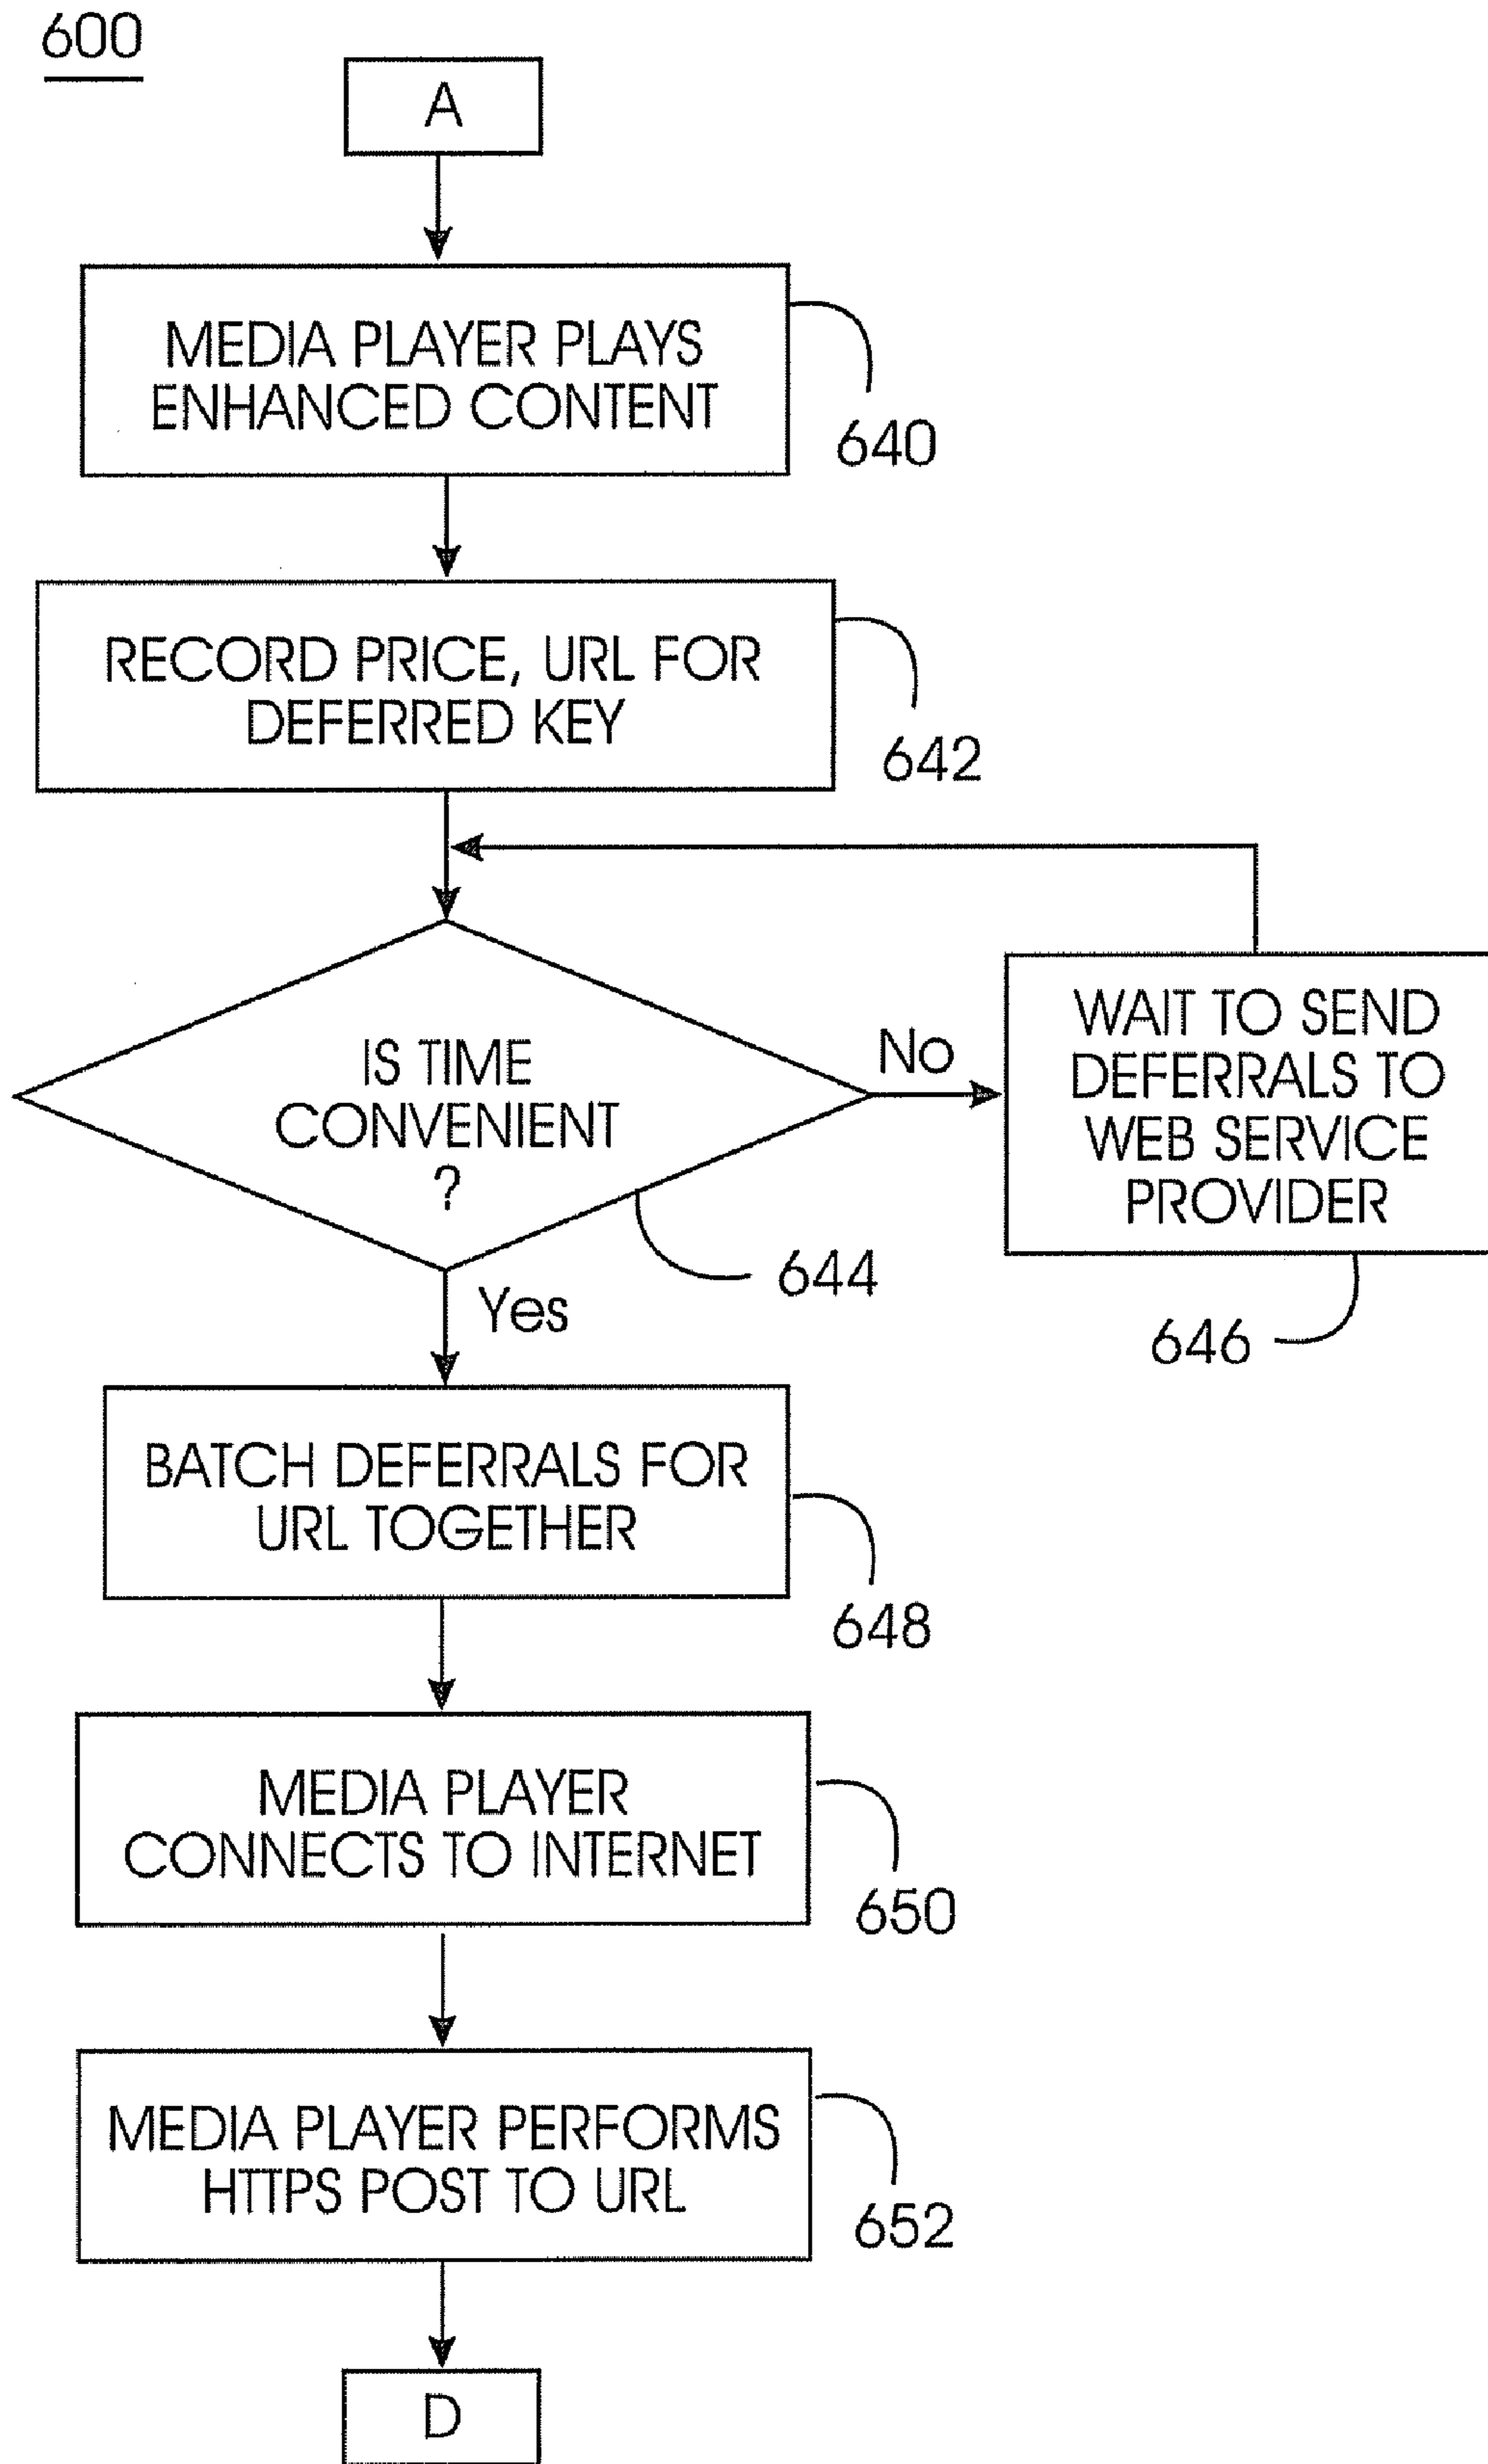 600
A
MEDIA PLAYER PLAYS
ENHANCED CONTENT
640
RECORD PRICE, URL FOR
DEFERRED KEY
642
IS TIME
CONVENIENT
?
644
No
WAIT TO SEND
DEFERRALS TO
WEB SERVICE
PROVIDER
646
Yes
BATCH DEFERRALS FOR
URL TOGETHER
648
MEDIA PLAYER
CONNECTS TO INTERNET
650
MEDIA PLAYER PERFORMS
HTTPS POST TO URL
652
D